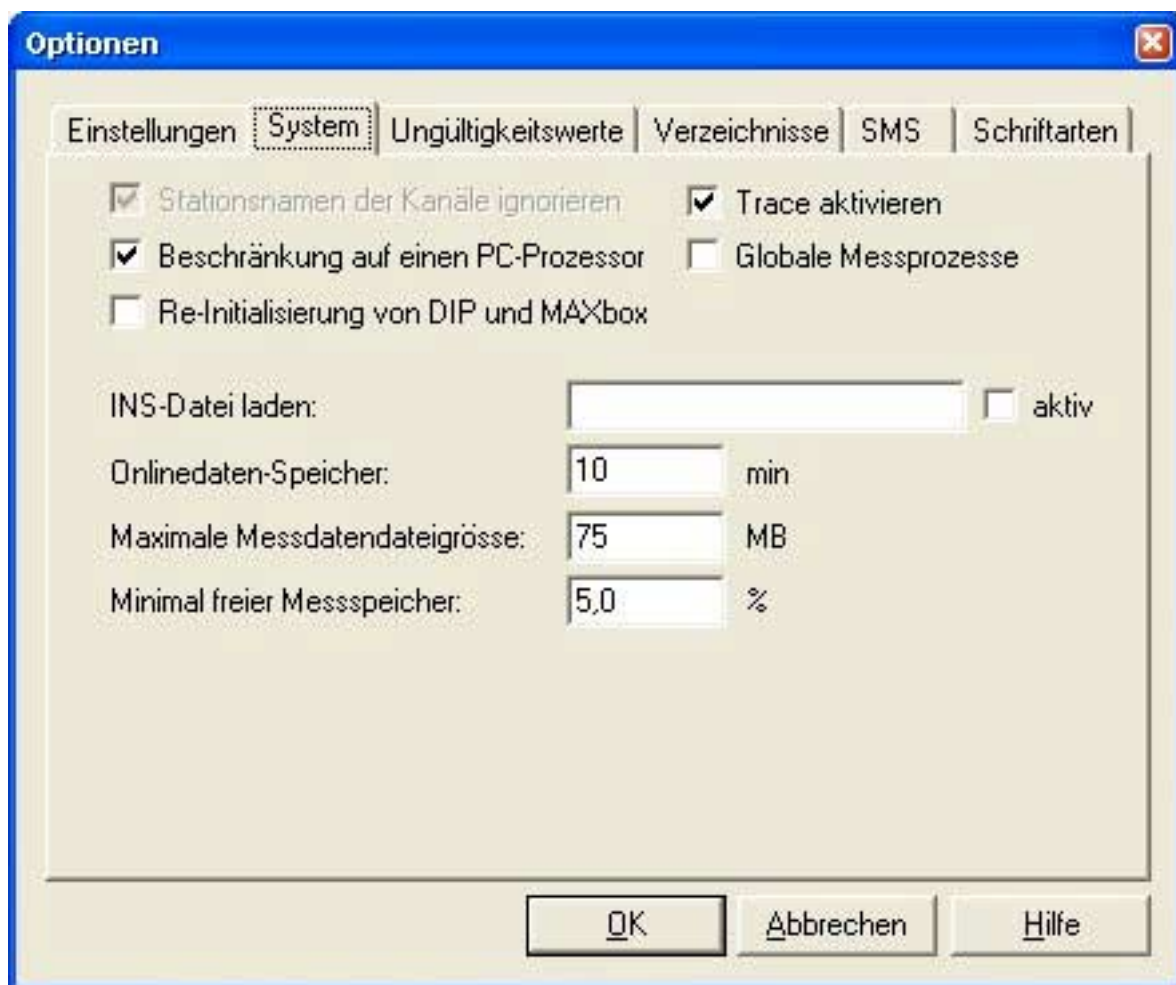 Optionen
Einstellungen System Ungültigkeitswerte Verzeichnisse SMS Schriftarten
Stationsnamen der Kanäle ignorieren Trace aktivieren
Beschränkung auf einen PC-Prozessor Globale Messprozesse
Re-Initialisierung von DIP und MAXbox
INS-Datei laden: aktiv
Onlinedaten-Speicher: 10 min
Maximale Messdatendateigrösse: 75 MB
Minimal freier Messspeicher: 5,0 %
OK Abbrechen Hilfe